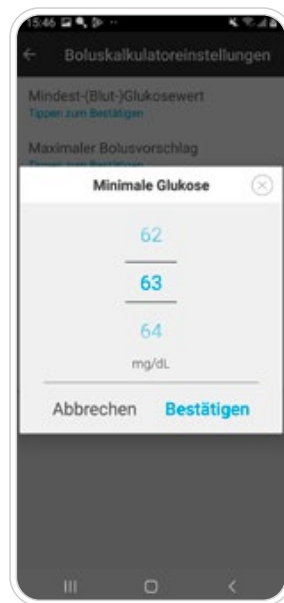 15:46
Boluskalkulatoreinstellungen
Mindest-(Blut-)Glukosewert
Tippen zum Bestätigen
Maximaler Bolusvorschlag
Minimale Glukose
62
63
64
mg/dL
Abbrechen Bestätigen